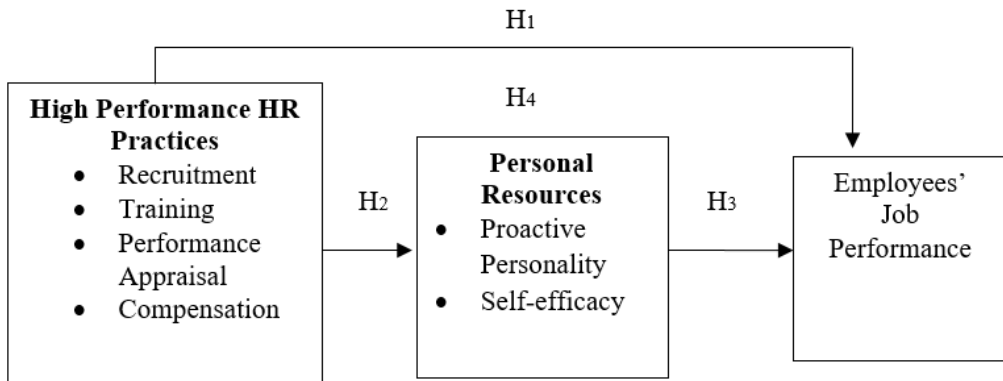 H1
High Performance HR
Practices
• Recruitment
• Training
• Performance
Appraisal
• Compensation
H4
H2
Personal
Resources
• Proactive
Personality
• Self-efficacy
H3
Employees’
Job
Performance